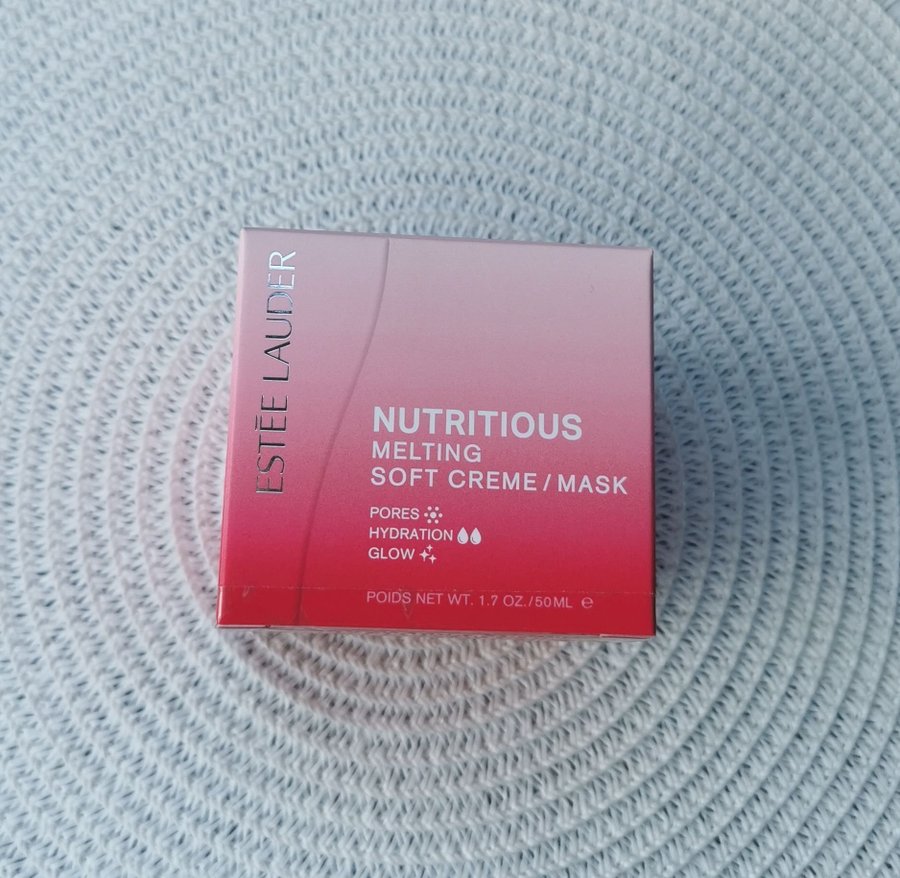 ESTĒE LAUDER
NUTRITIOUS
MELTING
SOFT CREME / MASK
PORES
HYDRATION
GLOW
POIDS NET WT. 1.7 OZ./50ML ℮